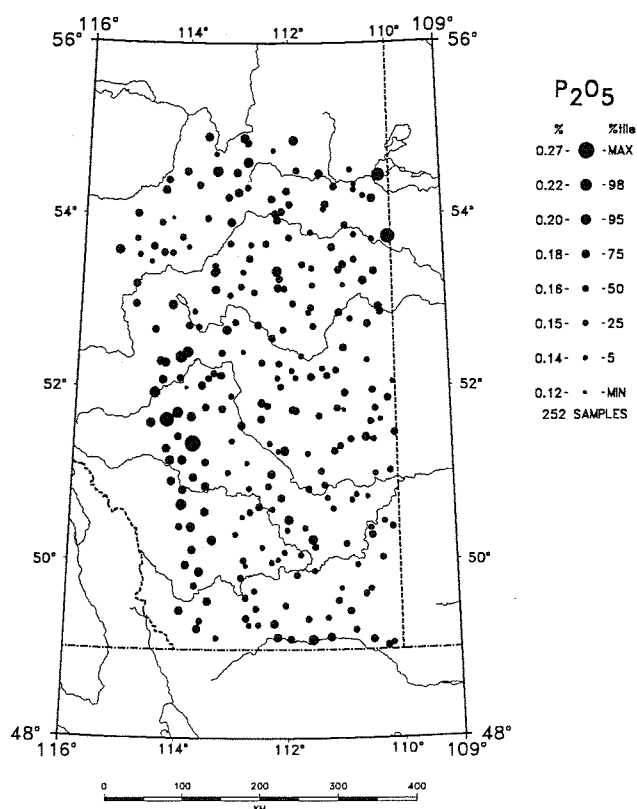 116° 114° 112° 110° 109°
56° 56°
P2O5
% %tile
0.27- -MAX
0.22- -98
0.20- -95
0.18- -75
0.16- -50
0.15- -25
0.14- -5
0.12- -MIN
252 SAMPLES
54° 54°
52° 52°
50° 50°
48° 48°
116° 114° 112° 110° 109°
0 100 200 300 400
KM